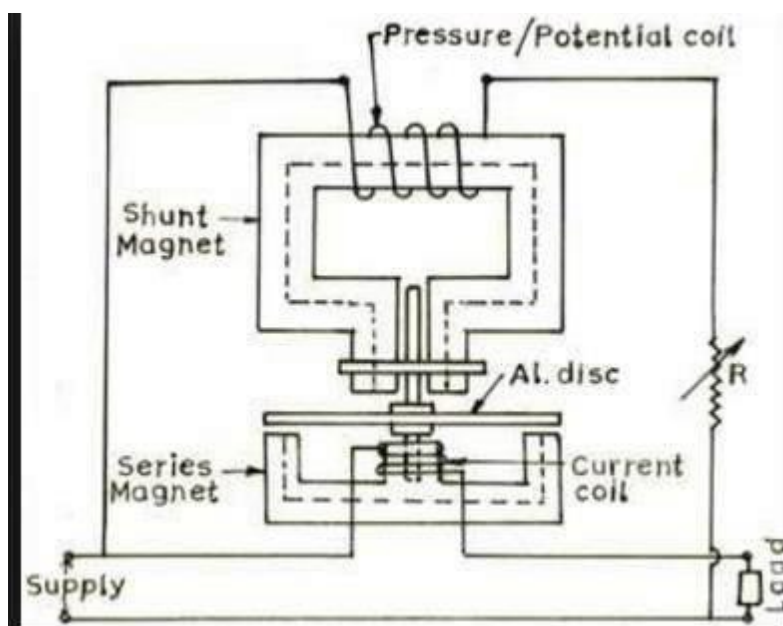 Pressure/Potential coil
Shunt
Magnet
R
Al. disc
Series
Magnet
Current
coil
Supply
Load